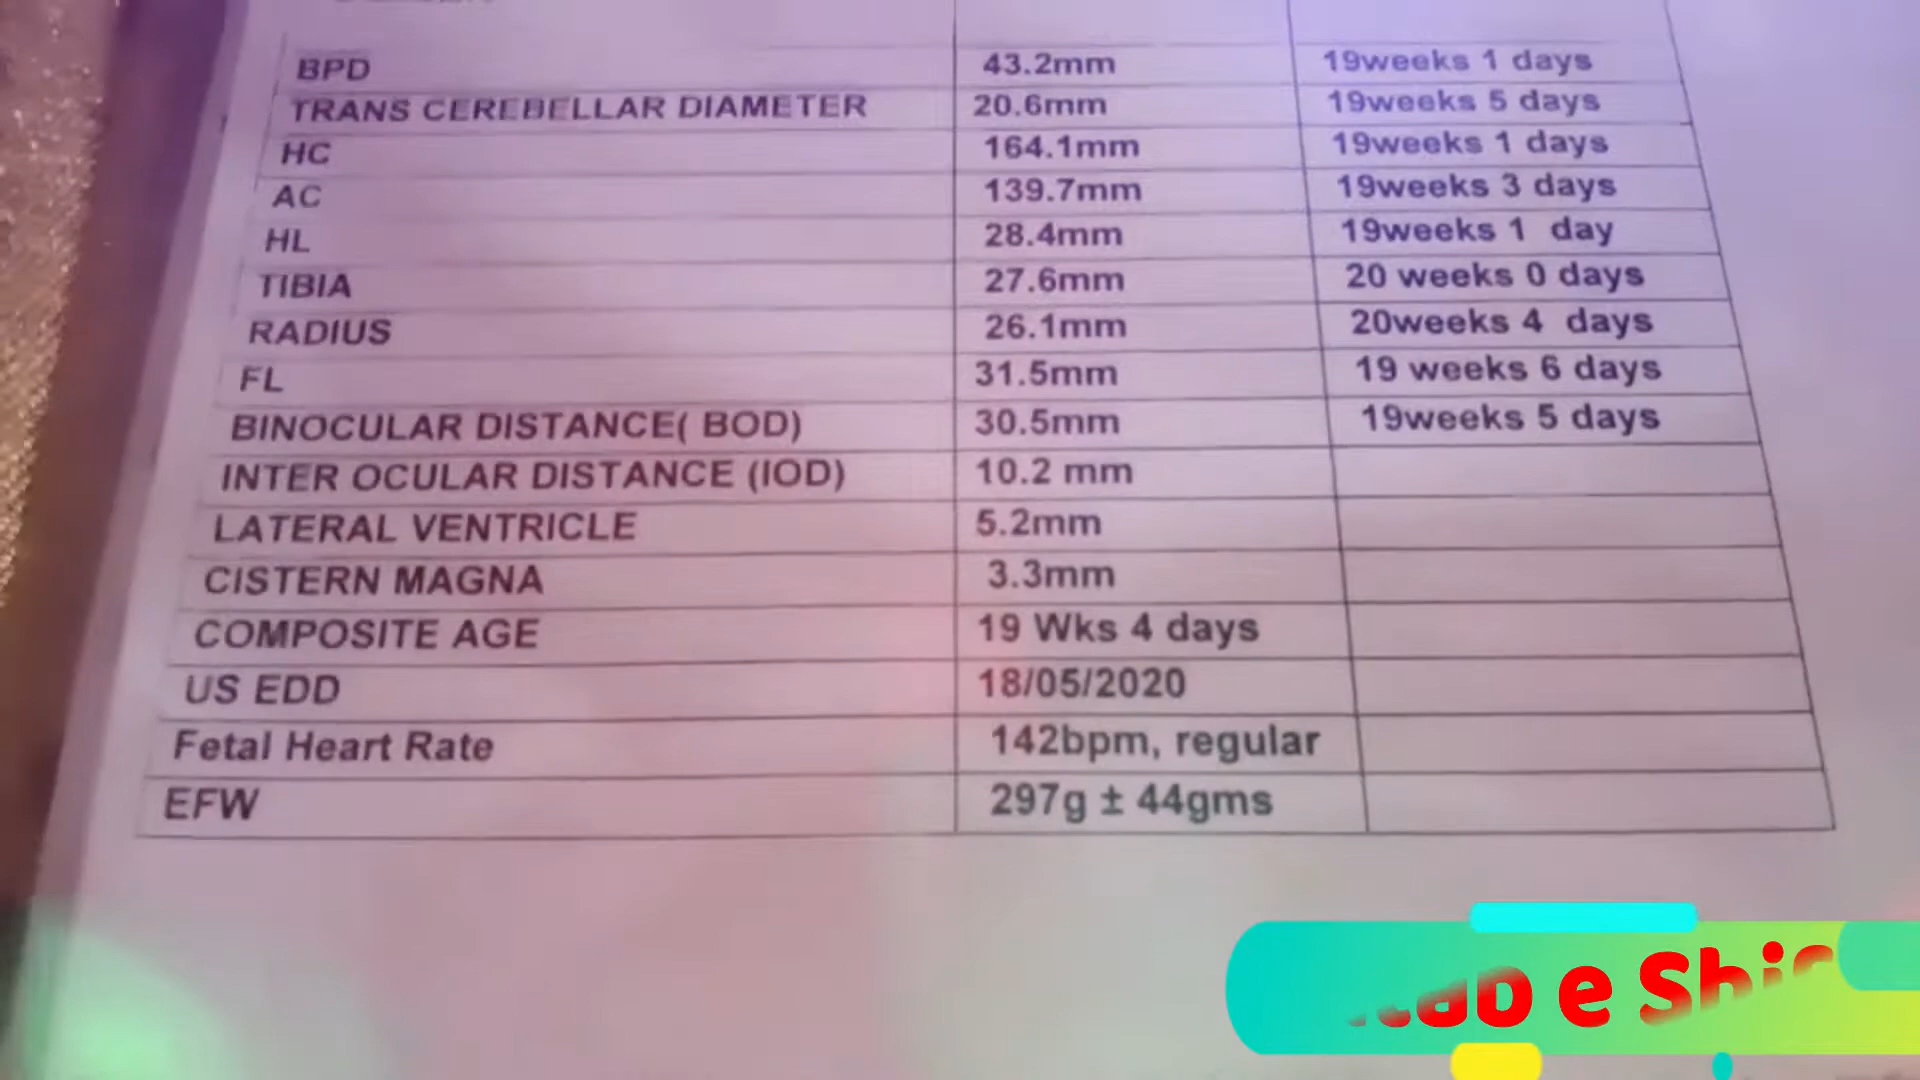 BPD 43.2mm 19weeks 1 days
TRANS CEREBELLAR DIAMETER 20.6mm 19weeks 5 days
HC 164.1mm 19weeks 1 days
AC 139.7mm 19weeks 3 days
HL 28.4mm 19weeks 1 day
TIBIA 27.6mm 20 weeks 0 days
RADIUS 26.1mm 20weeks 4 days
FL 31.5mm 19 weeks 6 days
BINOCULAR DISTANCE( BOD) 30.5mm 19weeks 5 days
INTER OCULAR DISTANCE (IOD) 10.2 mm
LATERAL VENTRICLE 5.2mm
CISTERN MAGNA 3.3mm
COMPOSITE AGE 19 Wks 4 days
US EDD 18/05/2020
Fetal Heart Rate 142bpm, regular
EFW 297g ± 44gms
e